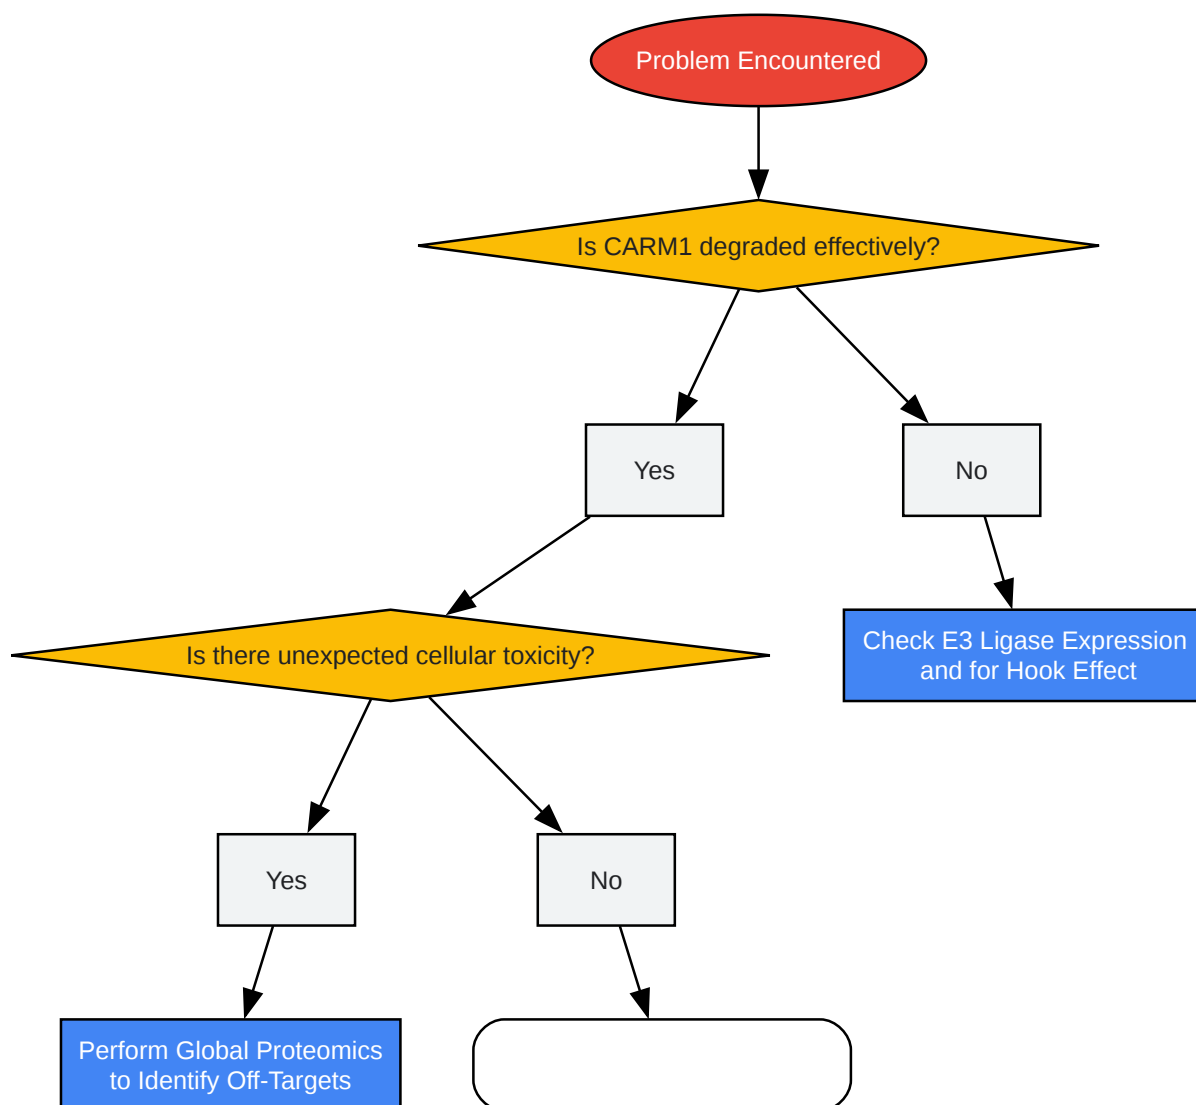 Problem Encountered
Is CARM1 degraded effectively?
Yes
No
Is there unexpected cellular toxicity?
Check E3 Ligase Expression
and for Hook Effect
Yes
No
Perform Global Proteomics
to Identify Off-Targets